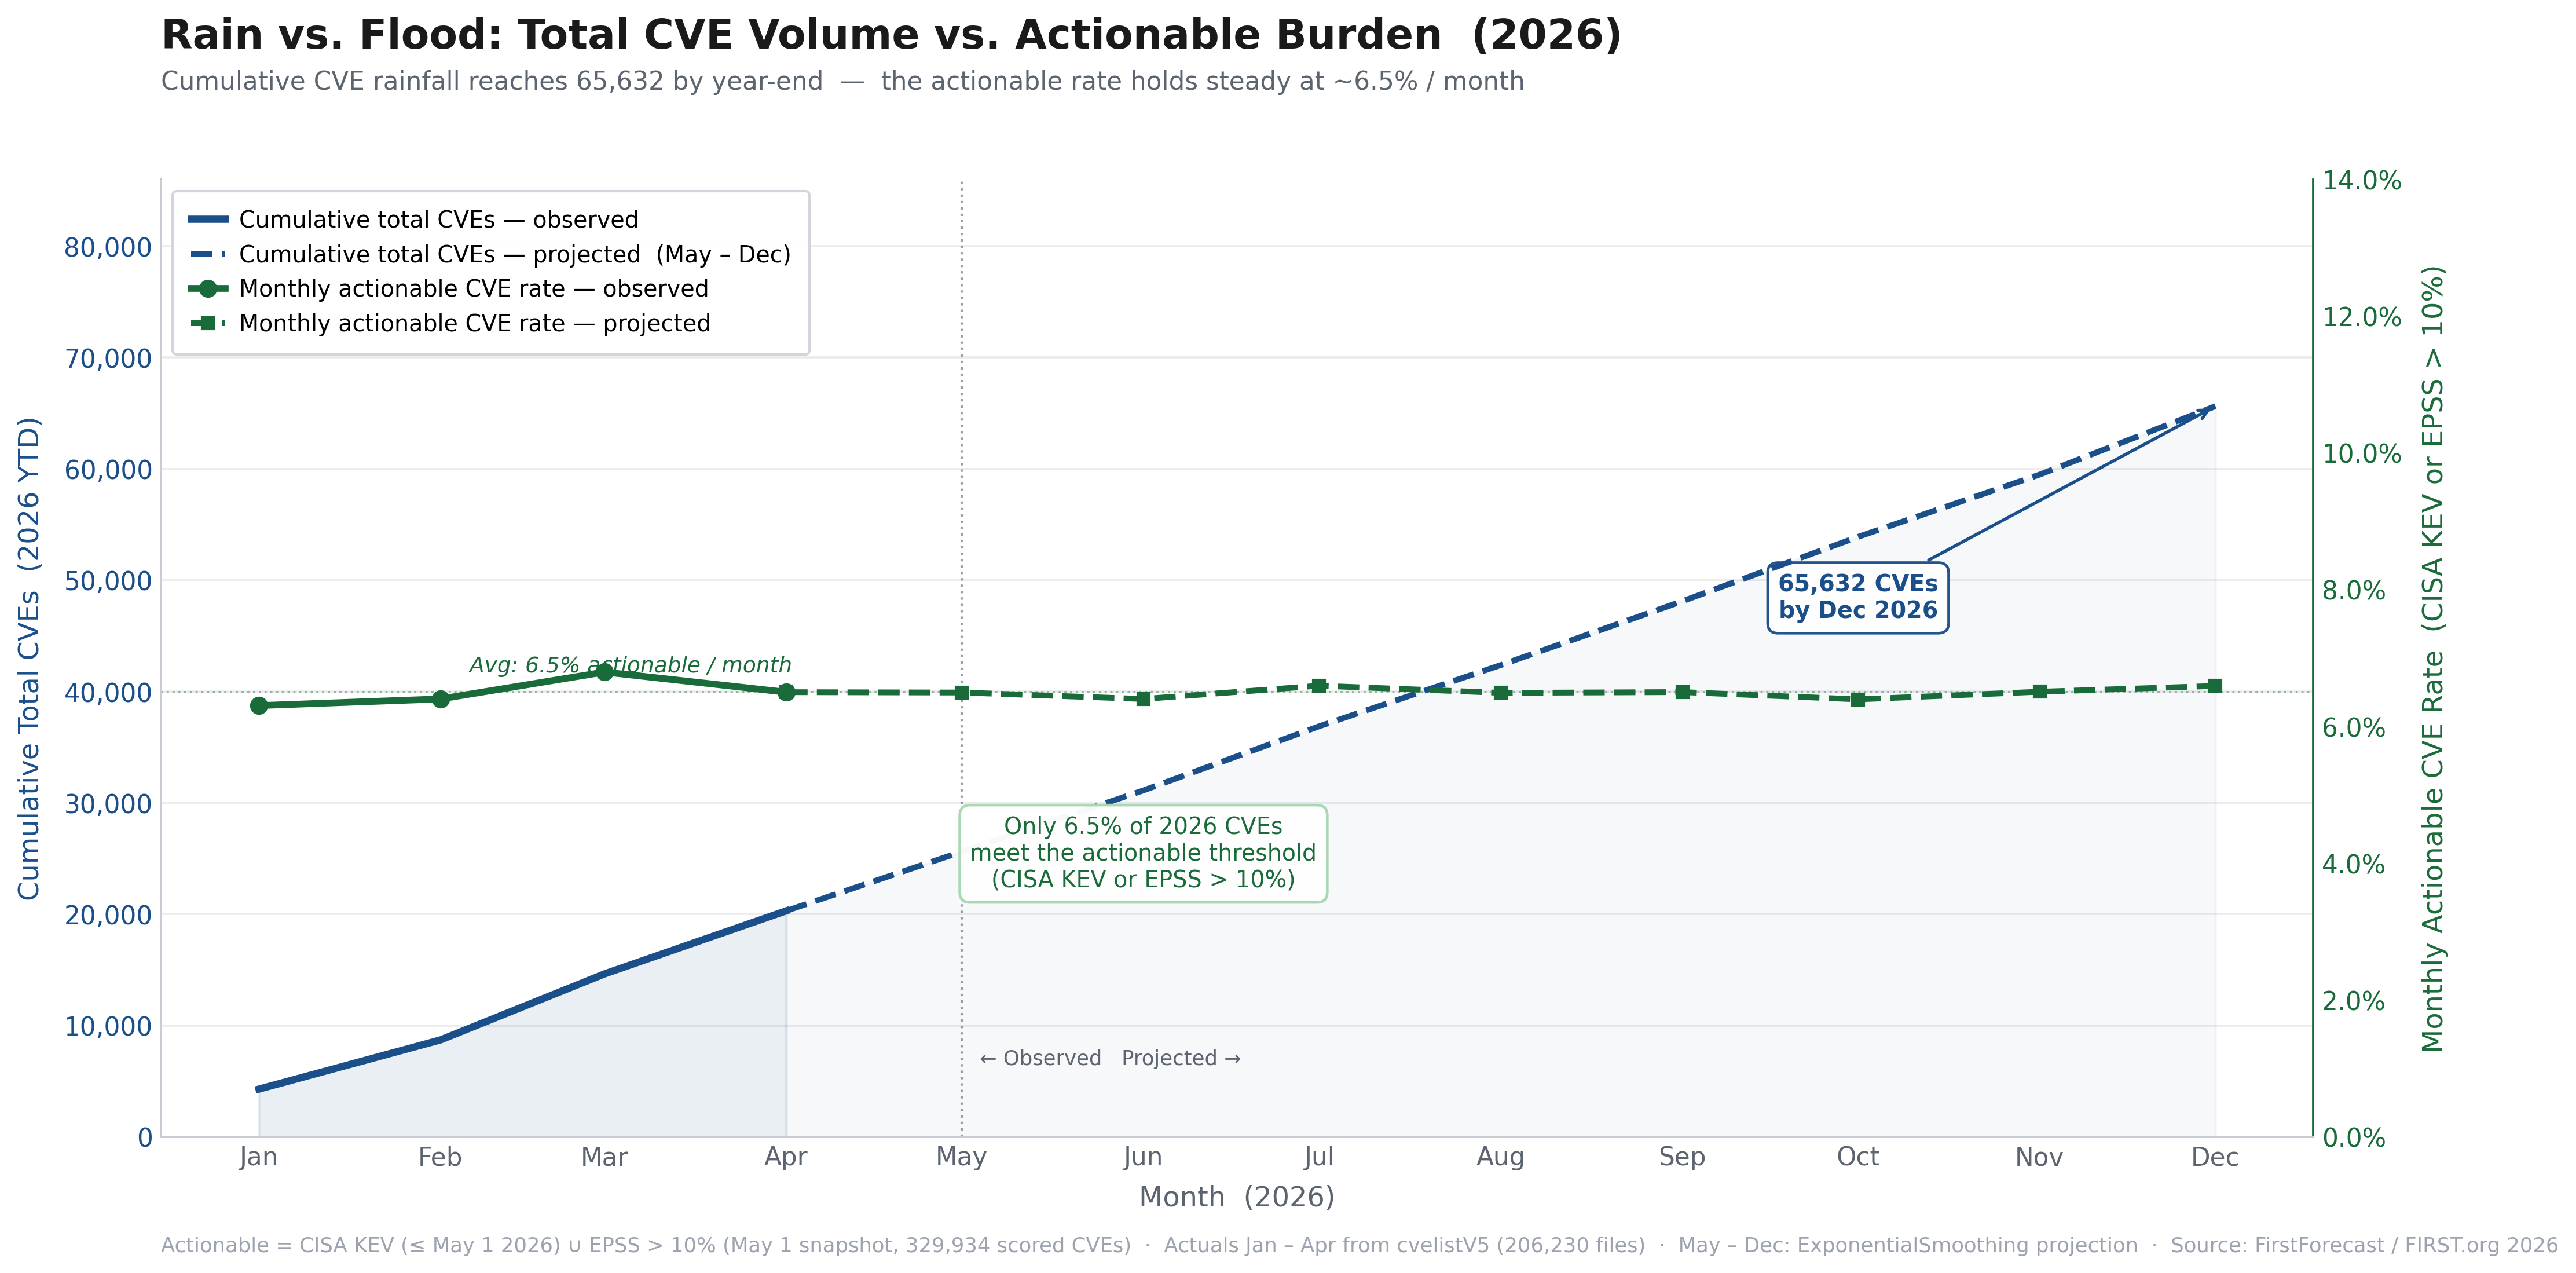 Rain vs. Flood: Total CVE Volume vs. Actionable Burden (2026)
Cumulative CVE rainfall reaches 65,632 by year-end — the actionable rate holds steady at ~6.5% / month
Cumulative total CVEs — observed
Cumulative total CVEs — projected (May – Dec)
Monthly actionable CVE rate — observed
Monthly actionable CVE rate — projected
Cumulative Total CVEs (2026 YTD)
80,000
70,000
60,000
50,000
40,000
30,000
20,000
10,000
0
Avg: 6.5% actionable / month
65,632 CVEs
by Dec 2026
Only 6.5% of 2026 CVEs
meet the actionable threshold
(CISA KEV or EPSS > 10%)
← Observed Projected →
14.0%
12.0%
10.0%
8.0%
6.0%
4.0%
2.0%
0.0%
Monthly Actionable CVE Rate (CISA KEV or EPSS > 10%)
Jan Feb Mar Apr May Jun Jul Aug Sep Oct Nov Dec
Month (2026)
Actionable = CISA KEV (≤ May 1 2026) ∪ EPSS > 10% (May 1 snapshot, 329,934 scored CVEs) · Actuals Jan – Apr from cvelistV5 (206,230 files) · May – Dec: ExponentialSmoothing projection · Source: FirstForecast / FIRST.org 2026